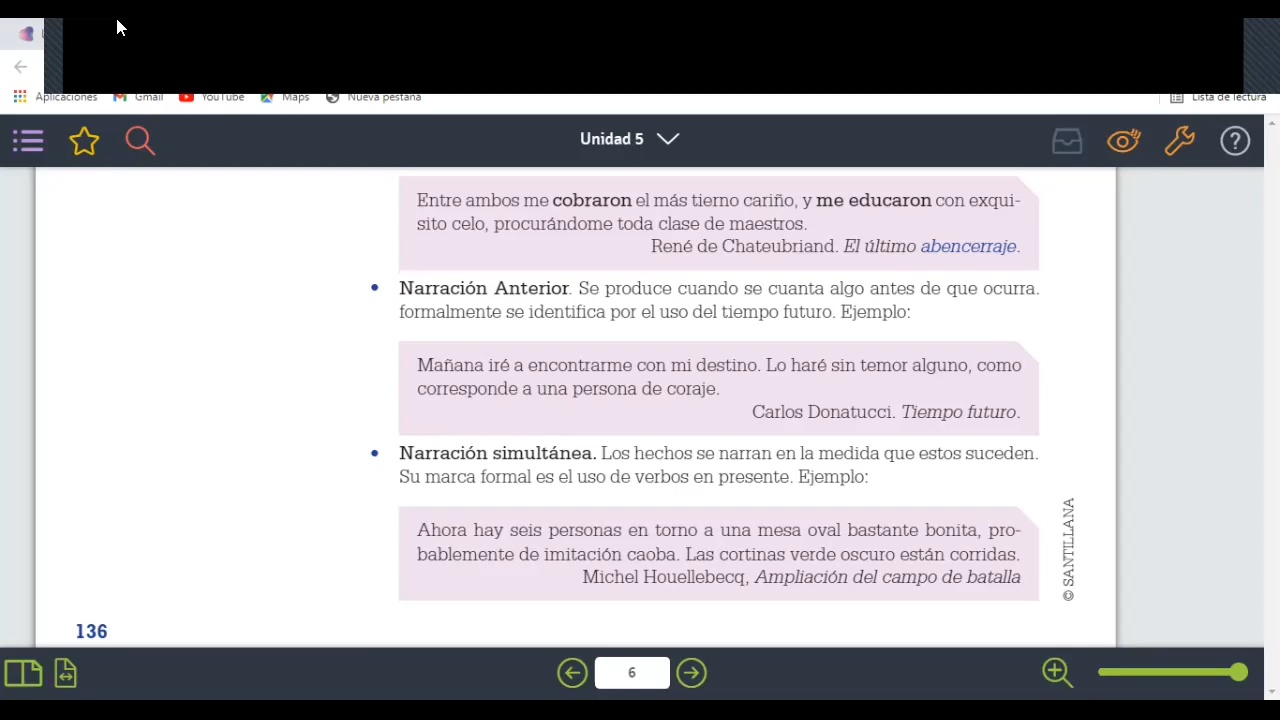 Aplicaciones Gmail YouTube Maps Nueva pestaña Lista de lectura
Unidad 5
Entre ambos me cobraron el más tierno cariño, y me educaron con exqui-
sito celo, procurándome toda clase de maestros.
René de Chateubriand. El último abencerraje.
• Narración Anterior. Se produce cuando se cuanta algo antes de que ocurra.
formalmente se identifica por el uso del tiempo futuro. Ejemplo:
Mañana iré a encontrarme con mi destino. Lo haré sin temor alguno, como
corresponde a una persona de coraje.
Carlos Donatucci. Tiempo futuro.
• Narración simultánea. Los hechos se narran en la medida que estos suceden.
Su marca formal es el uso de verbos en presente. Ejemplo:
Ahora hay seis personas en torno a una mesa oval bastante bonita, pro-
bablemente de imitación caoba. Las cortinas verde oscuro están corridas.
Michel Houellebecq, Ampliación del campo de batalla
© SANTILLANA
136
6